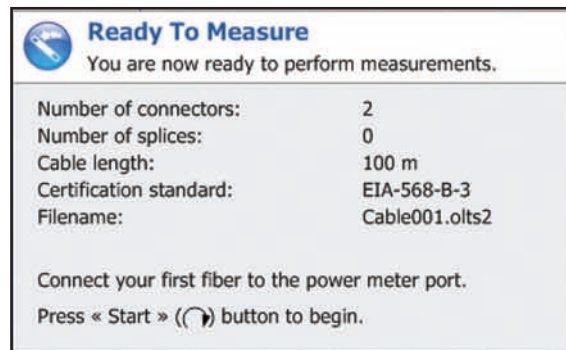 Ready To Measure
You are now ready to perform measurements.
Number of connectors: 2
Number of splices: 0
Cable length: 100 m
Certification standard: EIA-568-B-3
Filename: Cable001.olts2
Connect your first fiber to the power meter port.
Press « Start » () button to begin.